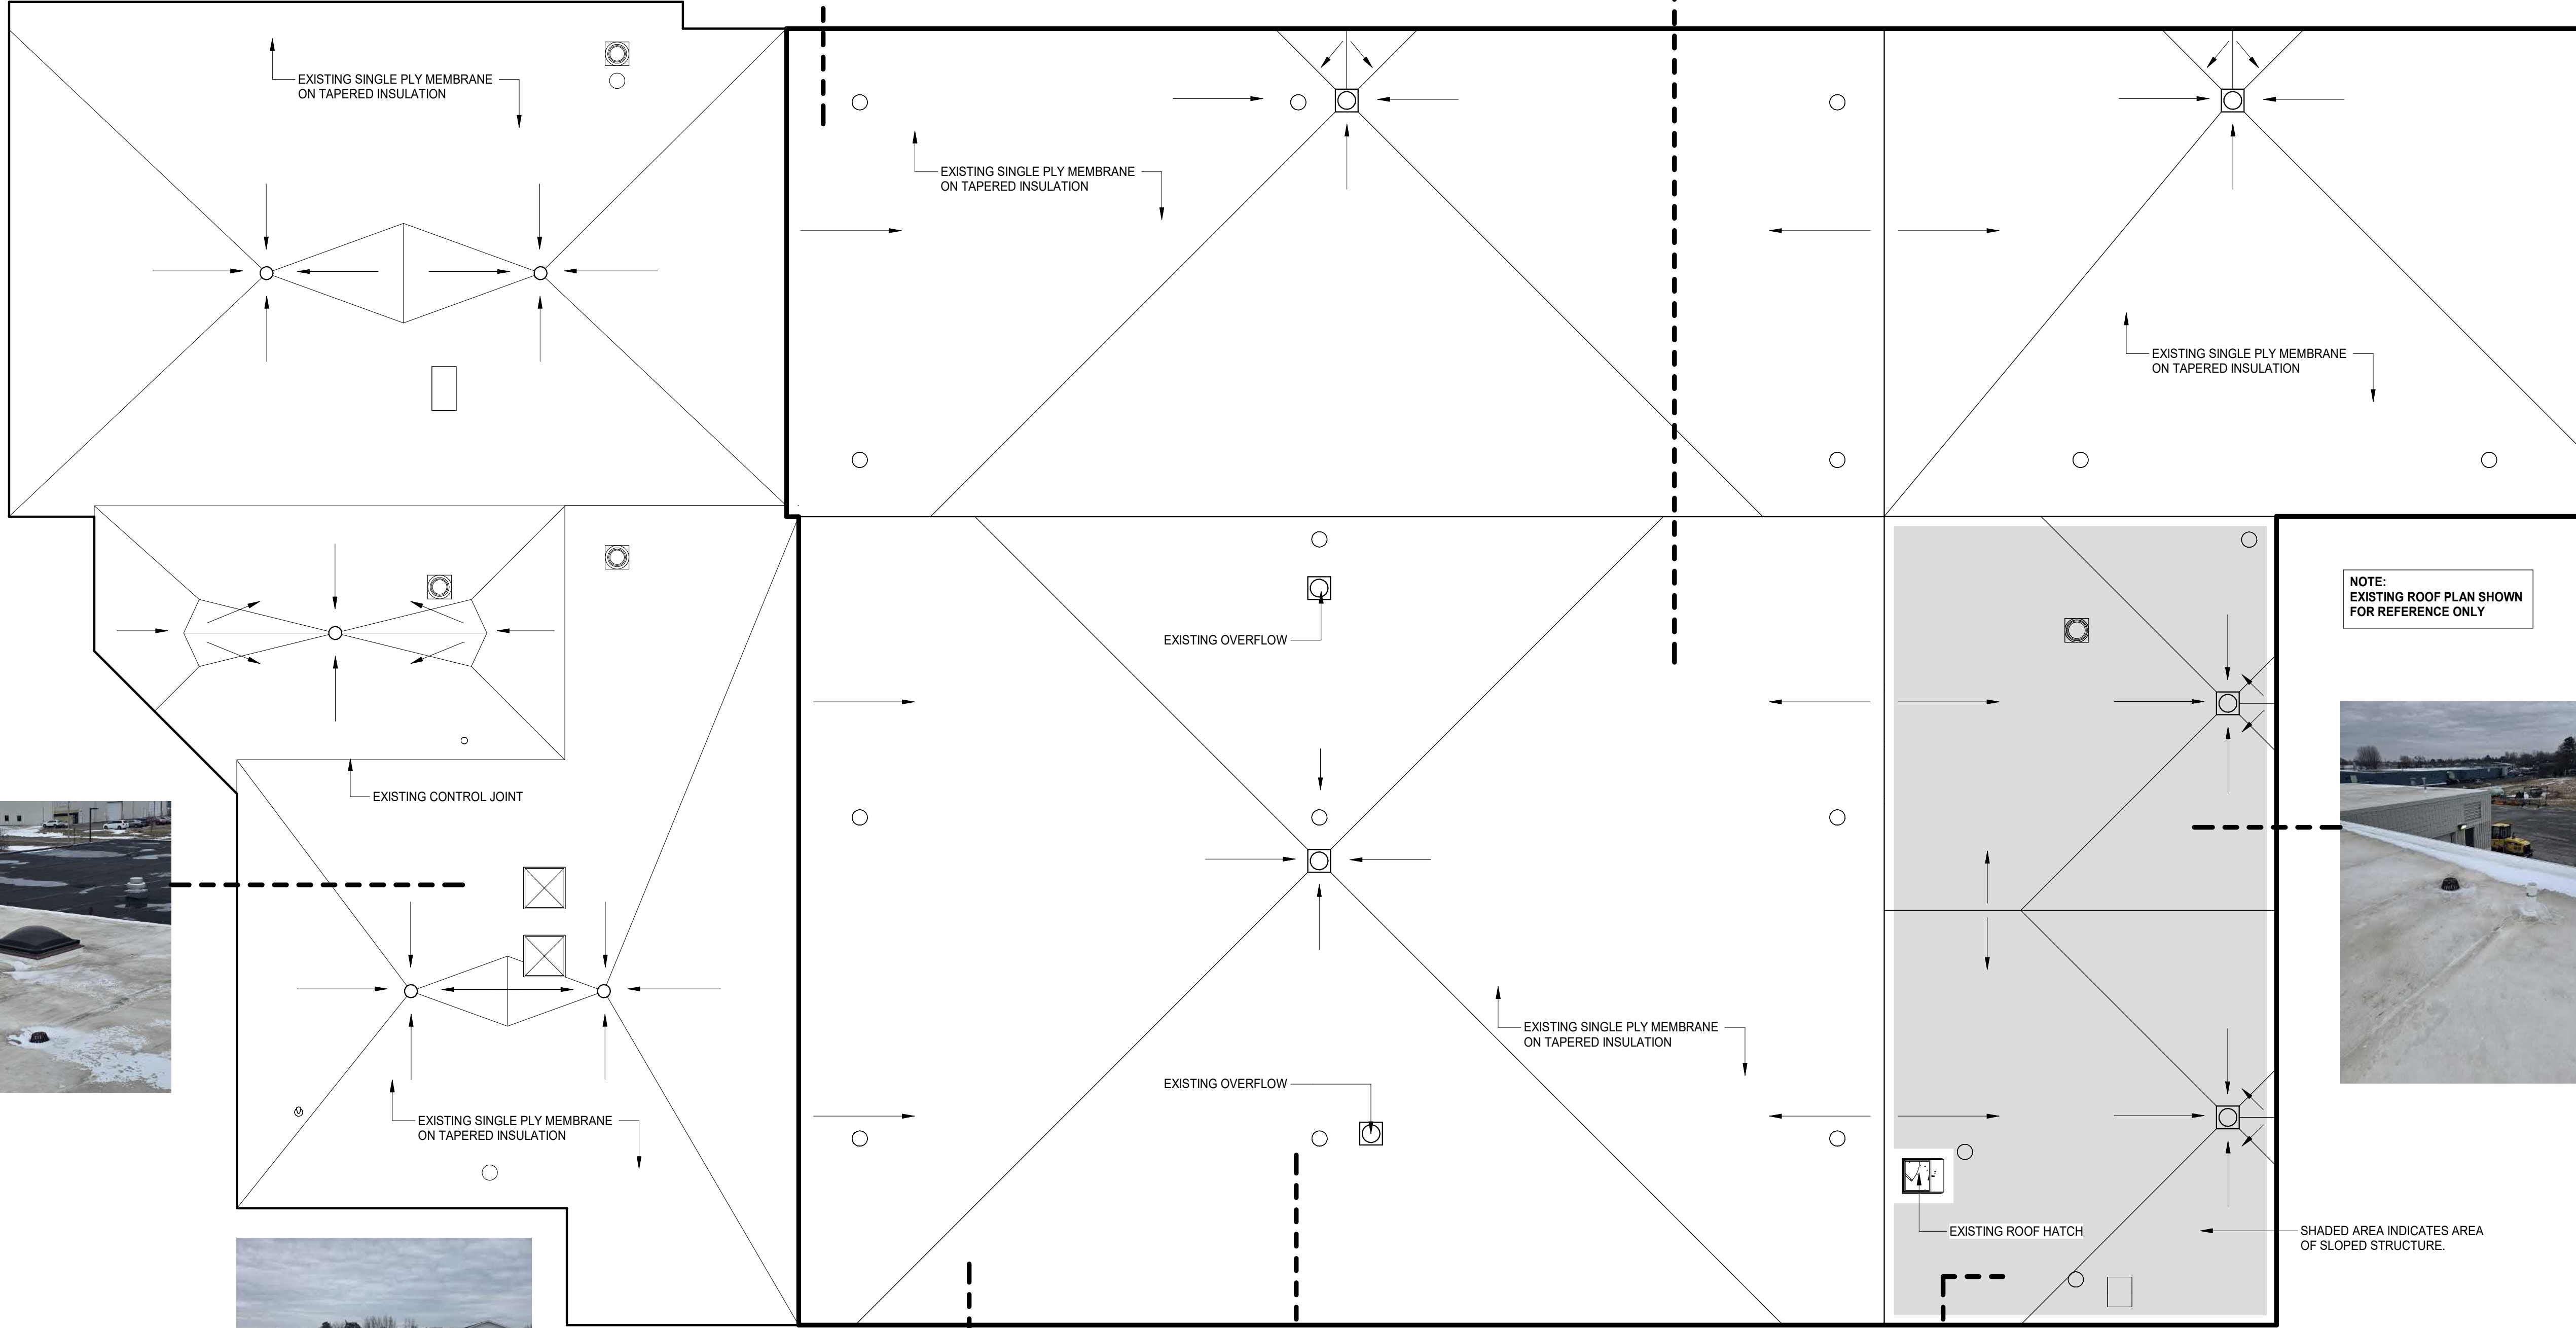 EXISTING SINGLE PLY MEMBRANE
ON TAPERED INSULATION
EXISTING SINGLE PLY MEMBRANE
ON TAPERED INSULATION
EXISTING SINGLE PLY MEMBRANE
ON TAPERED INSULATION
NOTE:
EXISTING ROOF PLAN SHOWN
FOR REFERENCE ONLY
EXISTING OVERFLOW
EXISTING CONTROL JOINT
EXISTING SINGLE PLY MEMBRANE
ON TAPERED INSULATION
EXISTING OVERFLOW
EXISTING SINGLE PLY MEMBRANE
ON TAPERED INSULATION
EXISTING ROOF HATCH
SHADED AREA INDICATES AREA
OF SLOPED STRUCTURE.